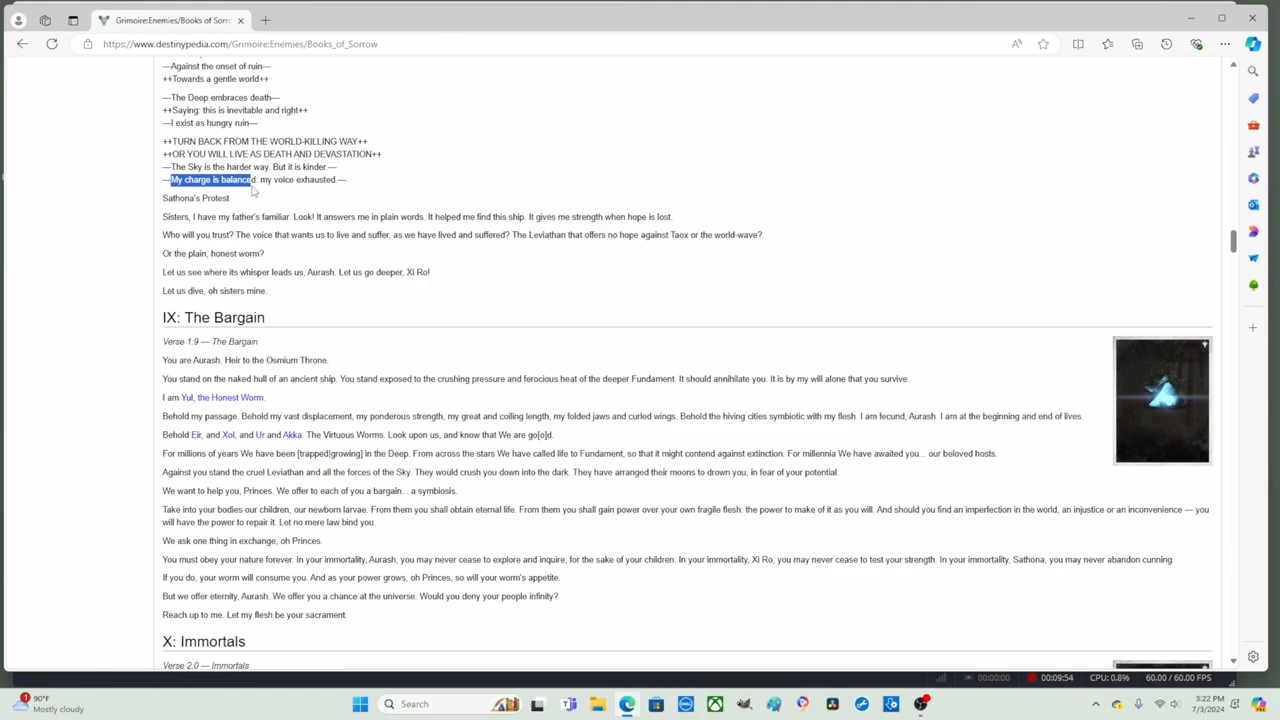 Grimoire:Enemies/Books of Sorro
https://www.destinypedia.com/Grimoire:Enemies/Books_of_Sorrow
—Against the onset of ruin—
++Towards a gentle world++
—The Deep embraces death—
++Saying: this is inevitable and right++
—I exist as hungry ruin—
++TURN BACK FROM THE WORLD-KILLING WAY++
++OR YOU WILL LIVE AS DEATH AND DEVASTATION++
—The Sky is the harder way. But it is kinder.—
—My charge is balanced: my voice exhausted.—
Sathona's Protest
Sisters, I have my father's familiar. Look! It answers me in plain words. It helped me find this ship. It gives me strength when hope is lost.
Who will you trust? The voice that wants us to live and suffer, as we have lived and suffered? The Leviathan that offers no hope against Taox or the world-wave?
Or the plain, honest worm?
Let us see where its whisper leads us, Aurash. Let us go deeper, Xi Ro!
Let us dive, oh sisters mine.
IX: The Bargain
Verse 1:9 — The Bargain
You are Aurash. Heir to the Osmium Throne.
You stand on the naked hull of an ancient ship. You stand exposed to the crushing pressure and ferocious heat of the deeper Fundament. It should annihilate you. It is by my will alone that you survive.
I am Yul, the Honest Worm.
Behold my passage. Behold my vast displacement, my ponderous strength, my great and coiling length, my folded jaws and curled wings. Behold the hiving cities symbiotic with my flesh. I am fecund, Aurash. I am at the beginning and end of lives.
Behold Eir, and Xol, and Ur and Akka. The Virtuous Worms. Look upon us, and know that We are go[o]d.
For millions of years We have been [trapped|growing] in the Deep. From across the stars We have called life to Fundament, so that it might contend against extinction. For millennia We have awaited you... our beloved hosts.
Against you stand the cruel Leviathan and all the forces of the Sky. They would crush you down into the dark. They have arranged their moons to drown you, in fear of your potential.
We want to help you, Princes. We offer to each of you a bargain... a symbiosis.
Take into your bodies our children, our newborn larvae. From them you shall obtain eternal life. From them you shall gain power over your own fragile flesh: the power to make of it as you will. And should you find an imperfection in the world, an injustice or an inconvenience — you
will have the power to repair it. Let no mere law bind you.
We ask one thing in exchange, oh Princes.
You must obey your nature forever. In your immortality, Aurash, you may never cease to explore and inquire, for the sake of your children. In your immortality, Xi Ro, you may never cease to test your strength. In your immortality, Sathona, you may never abandon cunning.
If you do, your worm will consume you. And as your power grows, oh Princes, so will your worm's appetite.
But we offer eternity, Aurash. We offer you a chance at the universe. Would you deny your people infinity?
Reach up to me. Let my flesh be your sacrament.
X: Immortals
Verse 2:0 — Immortals
00:00:00
00:09:54
CPU: 0.8%
60.00 / 60.00 FPS
1
90°F
Mostly cloudy
Search
DELL
3:22 PM
7/3/2024